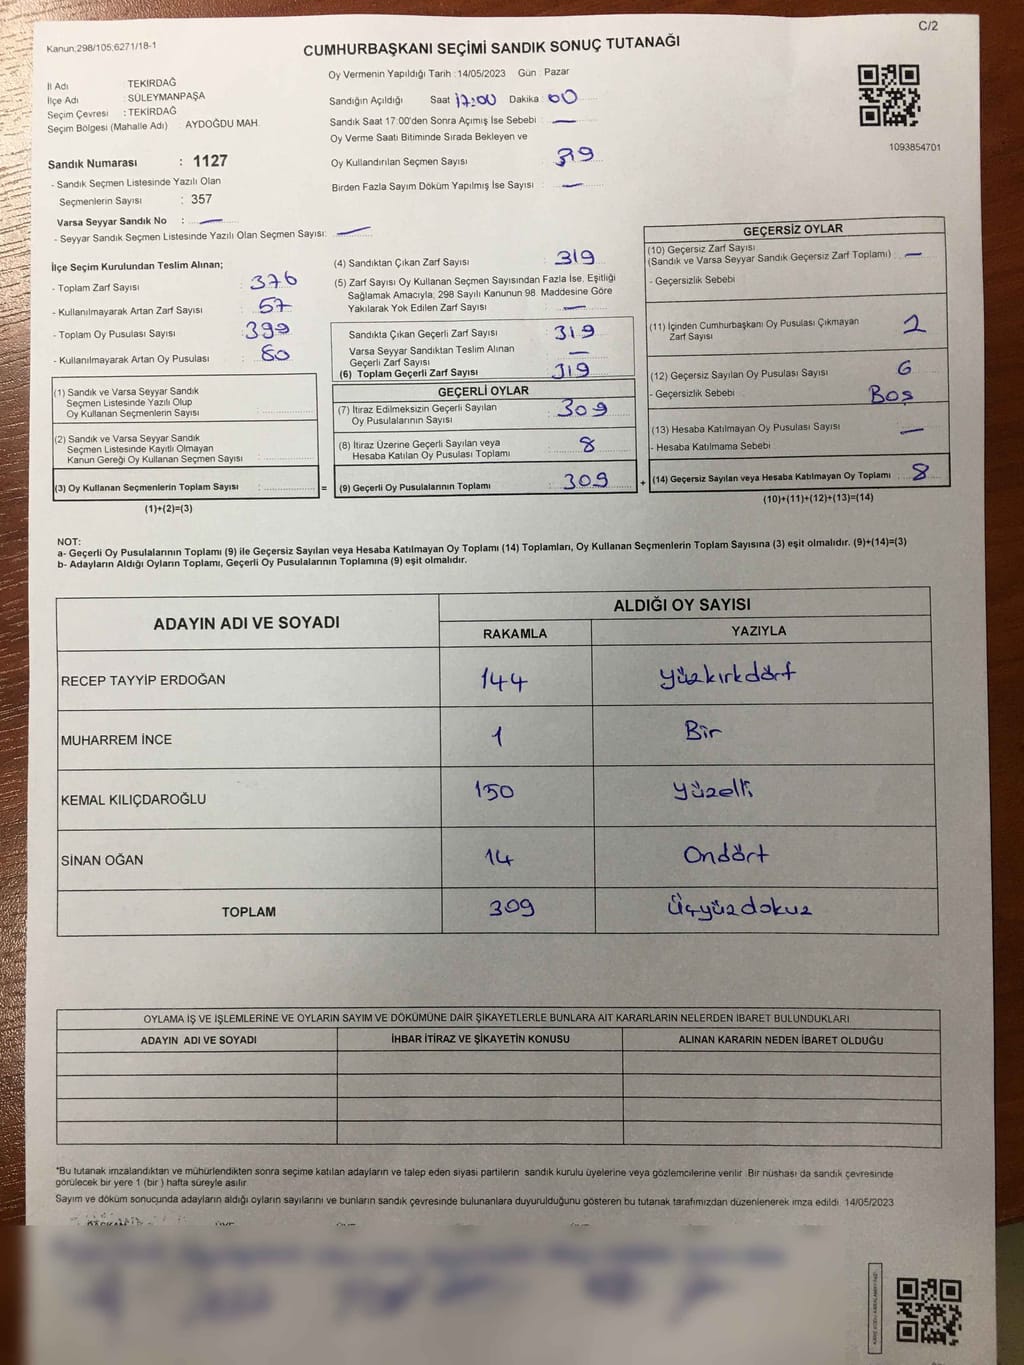 C/2
Kanun;298/105;6271/18-1
CUMHURBAŞKANI SEÇİMİ SANDIK SONUÇ TUTANAĞI
İl Adı : TEKİRDAĞ
İlçe Adı : SÜLEYMANPAŞA
Seçim Çevresi : TEKİRDAĞ
Seçim Bölgesi (Mahalle Adı) : AYDOĞDU MAH.
Sandık Numarası : 1127
- Sandık Seçmen Listesinde Yazılı Olan
Seçmenlerin Sayısı : 357
Varsa Seyyar Sandık No : —
- Seyyar Sandık Seçmen Listesinde Yazılı Olan Seçmen Sayısı: —
Oy Vermenin Yapıldığı Tarih :14/05/2023 Gün : Pazar
Sandığın Açıldığı Saat 17:00 Dakika : 00
Sandık Saat 17:00'den Sonra Açımış İse Sebebi : —
Oy Verme Saati Bitiminde Sırada Bekleyen ve
Oy Kullandırılan Seçmen Sayısı : 319
Birden Fazla Sayım Döküm Yapılmış İse Sayısı : —
1093854701
İlçe Seçim Kurulundan Teslim Alınan;
- Toplam Zarf Sayısı : 376
- Kullanılmayarak Artan Zarf Sayısı : 57
- Toplam Oy Pusulası Sayısı : 399
- Kullanılmayarak Artan Oy Pusulası : 80
(1) Sandık ve Varsa Seyyar Sandık
Seçmen Listesinde Yazılı Olup
Oy Kullanan Seçmenlerin Sayısı :
(2) Sandık ve Varsa Seyyar Sandık
Seçmen Listesinde Kayıtlı Olmayan
Kanun Gereği Oy Kullanan Seçmen Sayısı :
(3) Oy Kullanan Seçmenlerin Toplam Sayısı :
=
(1)+(2)=(3)
(4) Sandıktan Çıkan Zarf Sayısı : 319
(5) Zarf Sayısı Oy Kullanan Seçmen Sayısından Fazla İse, Eşitliği
Sağlamak Amacıyla, 298 Sayılı Kanunun 98. Maddesine Göre
Yakılarak Yok Edilen Zarf Sayısı : —
Sandıkta Çıkan Geçerli Zarf Sayısı : 319
Varsa Seyyar Sandıktan Teslim Alınan
Geçerli Zarf Sayısı : —
(6) Toplam Geçerli Zarf Sayısı : 319
GEÇERLİ OYLAR
(7) İtiraz Edilmeksizin Geçerli Sayılan
Oy Pusulalarının Sayısı : 309
(8) İtiraz Üzerine Geçerli Sayılan veya
Hesaba Katılan Oy Pusulası Toplamı : 8
(9) Geçerli Oy Pusulalarının Toplamı : 309
+
GEÇERSİZ OYLAR
(10) Geçersiz Zarf Sayısı
(Sandık ve Varsa Seyyar Sandık Geçersiz Zarf Toplamı) : —
- Geçersizlik Sebebi
(11) İçinden Cumhurbaşkanı Oy Pusulası Çıkmayan
Zarf Sayısı : 2
(12) Geçersiz Sayılan Oy Pusulası Sayısı : 6
- Geçersizlik Sebebi : Boş
(13) Hesaba Katılmayan Oy Pusulası Sayısı : —
- Hesaba Katılmama Sebebi
(14) Geçersiz Sayılan veya Hesaba Katılmayan Oy Toplamı : 8
(10)+(11)+(12)+(13)=(14)
NOT:
a- Geçerli Oy Pusulalarının Toplamı (9) ile Geçersiz Sayılan veya Hesaba Katılmayan Oy Toplamı (14) Toplamları, Oy Kullanan Seçmenlerin Toplam Sayısına (3) eşit olmalıdır. (9)+(14)=(3)
b- Adayların Aldığı Oyların Toplamı, Geçerli Oy Pusulalarının Toplamına (9) eşit olmalıdır.
ADAYIN ADI VE SOYADI
ALDIĞI OY SAYISI
RAKAMLA YAZIYLA
RECEP TAYYİP ERDOĞAN 144 yüzkırkdört
MUHARREM İNCE 1 Bir
KEMAL KILIÇDAROĞLU 150 yüzelli
SİNAN OĞAN 14 Ondört
TOPLAM 309 Üçyüzdokuz
OYLAMA İŞ VE İŞLEMLERİNE VE OYLARIN SAYIM VE DÖKÜMÜNE DAİR ŞİKAYETLERLE BUNLARA AİT KARARLARIN NELERDEN İBARET BULUNDUKLARI
ADAYIN ADI VE SOYADI İHBAR İTİRAZ VE ŞİKAYETİN KONUSU ALINAN KARARIN NEDEN İBARET OLDUĞU
*Bu tutanak imzalandıktan ve mühürlendikten sonra seçime katılan adayların ve talep eden siyasi partilerin sandık kurulu üyelerine veya gözlemcilerine verilir. Bir nüshası da sandık çevresinde
görülecek bir yere 1 (bir ) hafta süreyle asılır.
Sayım ve döküm sonucunda adayların aldığı oyların sayılarını ve bunların sandık çevresinde bulunanlara duyurulduğunu gösteren bu tutanak tarafımızdan düzenlenerek imza edildi. 14/05/2023